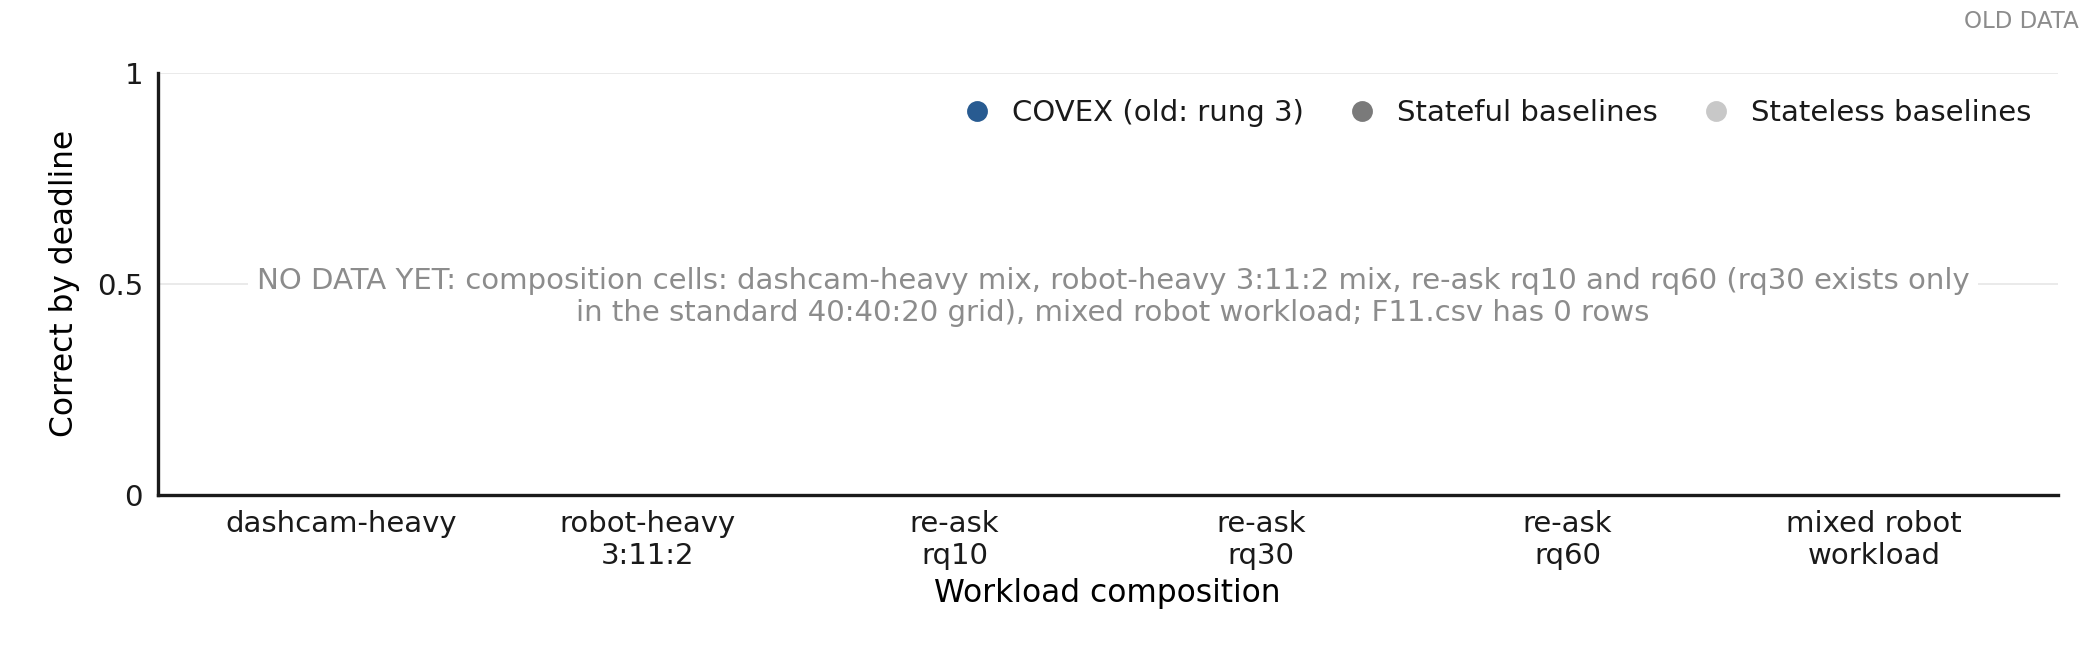 OLD DATA
1
COVEX (old: rung 3)
Stateful baselines
Stateless baselines
Correct by deadline
0.5
NO DATA YET: composition cells: dashcam-heavy mix, robot-heavy 3:11:2 mix, re-ask rq10 and rq60 (rq30 exists only
in the standard 40:40:20 grid), mixed robot workload; F11.csv has 0 rows
0
dashcam-heavy
robot-heavy
3:11:2
re-ask
rq10
re-ask
rq30
re-ask
rq60
mixed robot
workload
Workload composition